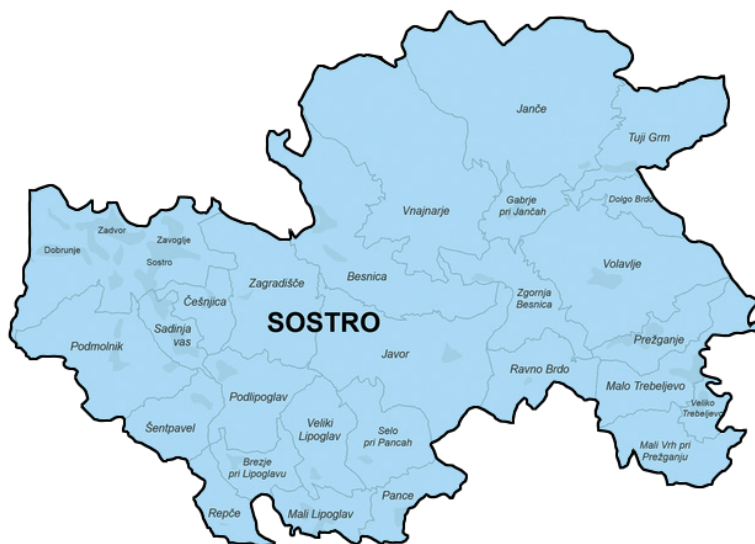 Janče
Tuji Grm
Gabrje
pri Jančah
Dolgo Brdo
Vnajnarje
Zadvor
Zavoglje
Dobrunje
Sostro
Volavlje
Besnica
Zagradišče
Češnjica
Zgornja
Besnica
SOSTRO
Sadinja
vas
Podmolnik
Prežganje
Javor
Ravno Brdo
Malo Trebeljevo
Podlipoglav
Veliko
Trebeljevo
Šentpavel
Veliki
Lipoglav
Selo
pri Pancah
Mali Vrh pri
Prežganju
Brezje
pri Lipoglavu
Pance
Repče
Mali Lipoglav